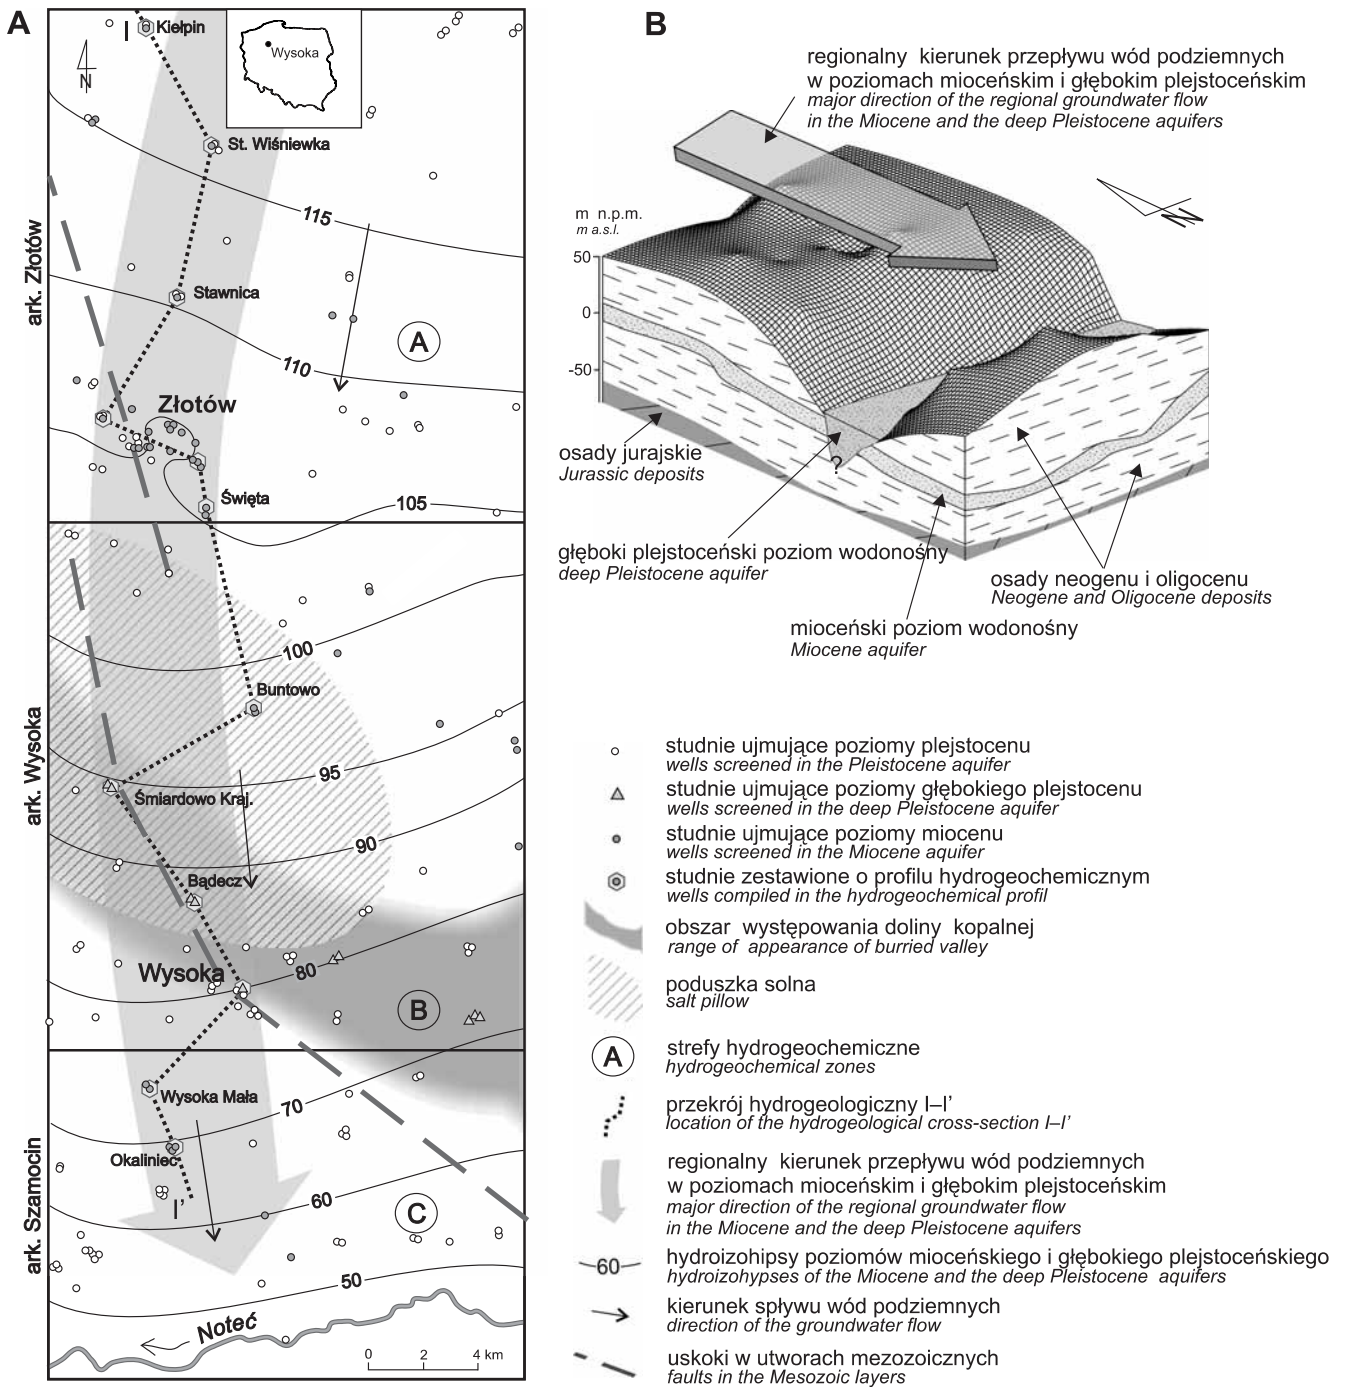 A
I
Kiełpin
Wysoka
N
St. Wiśniewka
115
Stawnica
ark. Złotów
A
110
Złotów
Święta
105
100
Buntowo
ark. Wysoka
95
Śmiardowo Kraj.
90
Bądecz
Wysoka
80
B
Wysoka Mała
70
Okaliniec
I'
60
C
ark. Szamocin
50
Noteć
0 2 4 km
B
regionalny kierunek przepływu wód podziemnych
w poziomach mioceńskim i głębokim plejstoceńskim
major direction of the regional groundwater flow
in the Miocene and the deep Pleistocene aquifers
N
m n.p.m.
m a.s.l.
50
0
-50
osady jurajskie
Jurassic deposits
?
głęboki plejstoceński poziom wodonośny
deep Pleistocene aquifer
osady neogenu i oligocenu
Neogene and Oligocene deposits
mioceński poziom wodonośny
Miocene aquifer
studnie ujmujące poziomy plejstocenu
wells screened in the Pleistocene aquifer
studnie ujmujące poziomy głębokiego plejstocenu
wells screened in the deep Pleistocene aquifer
studnie ujmujące poziomy miocenu
wells screened in the Miocene aquifer
studnie zestawione o profilu hydrogeochemicznym
wells compiled in the hydrogeochemical profil
obszar występowania doliny kopalnej
range of appearance of burried valley
poduszka solna
salt pillow
A
strefy hydrogeochemiczne
hydrogeochemical zones
przekrój hydrogeologiczny I–I'
location of the hydrogeological cross-section I–I'
regionalny kierunek przepływu wód podziemnych
w poziomach mioceńskim i głębokim plejstoceńskim
major direction of the regional groundwater flow
in the Miocene and the deep Pleistocene aquifers
60
hydroizohipsy poziomów mioceńskiego i głębokiego plejstoceńskiego
hydroizohypses of the Miocene and the deep Pleistocene aquifers
kierunek spływu wód podziemnych
direction of the groundwater flow
uskoki w utworach mezozoicznych
faults in the Mesozoic layers